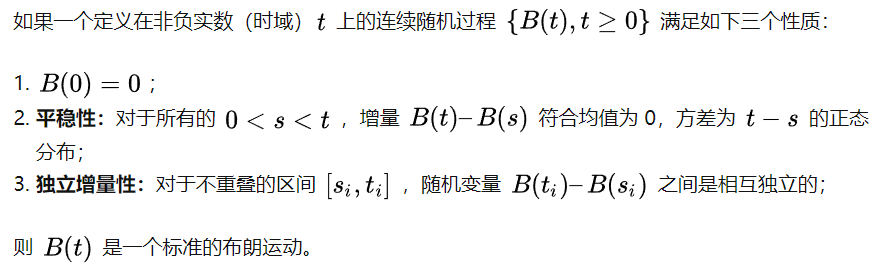 如果一个定义在非负实数（时域） t 上的连续随机过程 {B(t), t ≥ 0} 满足如下三个性质：
1. B(0) = 0 ；
2. 平稳性：对于所有的 0 < s < t ，增量 B(t)–B(s) 符合均值为 0，方差为 t − s 的正态
分布；
3. 独立增量性：对于不重叠的区间 [sᵢ, tᵢ] ，随机变量 B(tᵢ)–B(sᵢ) 之间是相互独立的；
则 B(t) 是一个标准的布朗运动。